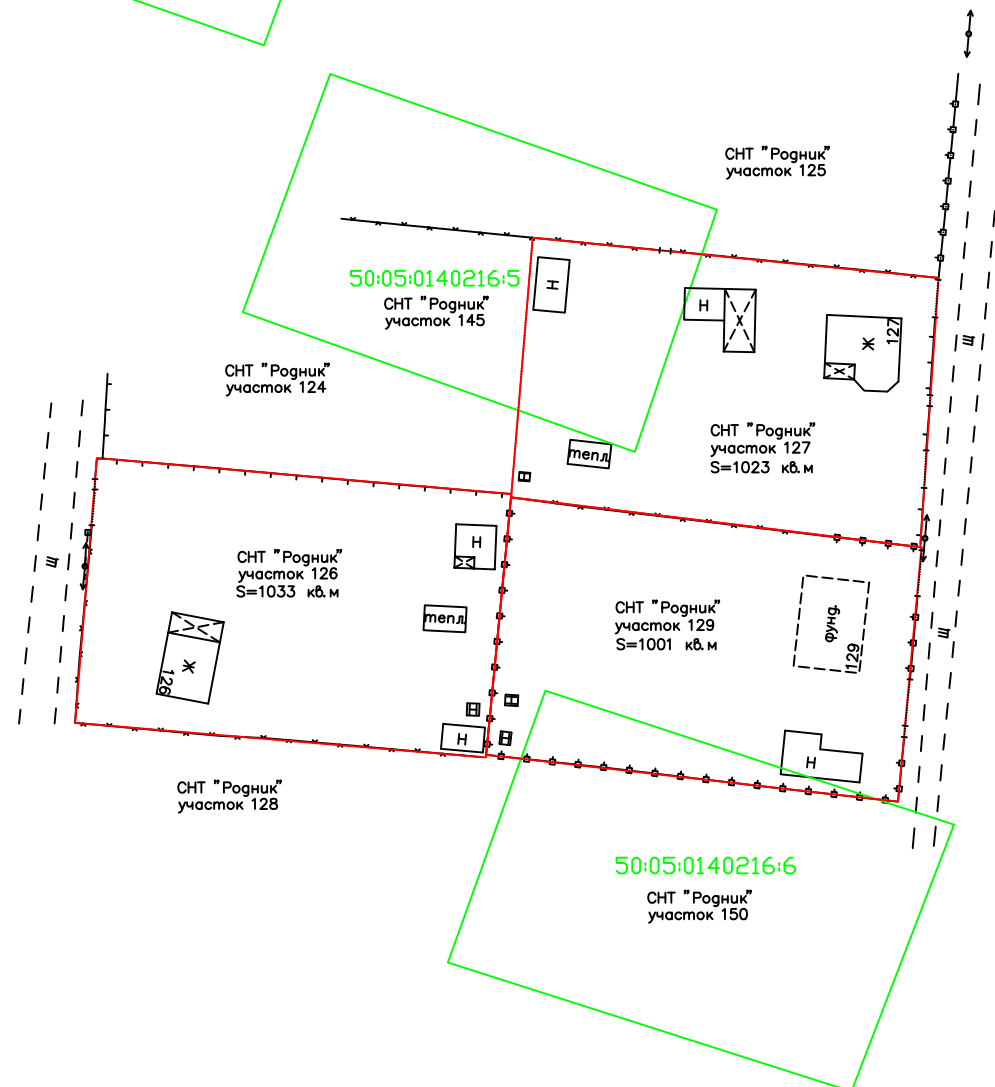 СНТ "Родник"
участок 125
50:05:0140216:5
СНТ "Родник"
участок 145
Н
Н
Х
127
Ж
Х
Ш
СНТ "Родник"
участок 124
СНТ "Родник"
участок 127
S=1023 кв.м
тепл.
Н
Н
Ш
СНТ "Родник"
участок 126
S=1033 кв.м
тепл.
СНТ "Родник"
участок 129
S=1001 кв.м
фунд.
129
Ш
Ж
126
Н
Н
Н
Н
Н
СНТ "Родник"
участок 128
50:05:0140216:6
СНТ "Родник"
участок 150